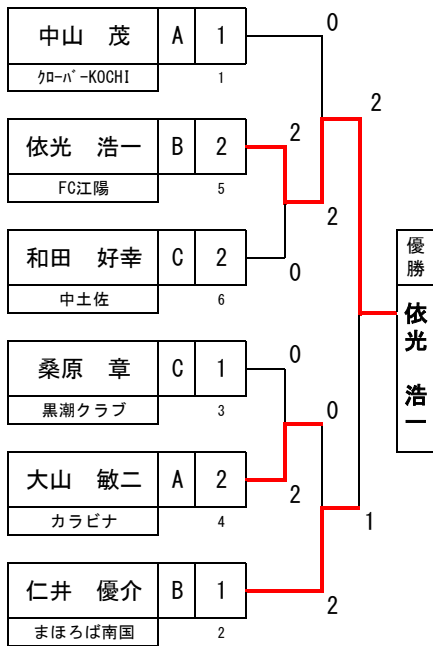 中山　茂 A 1
ｸﾛｰﾊﾞｰKOCHI 1
0
2
依光　浩一 B 2
FC江陽 5
2
2
和田　好幸 C 2
中土佐 6
0
優勝
依光　浩一
桑原　章 C 1
黒潮クラブ 3
0
0
大山　敏二 A 2
カラビナ 4
2
1
仁井　優介 B 1
まほろば南国 2
2